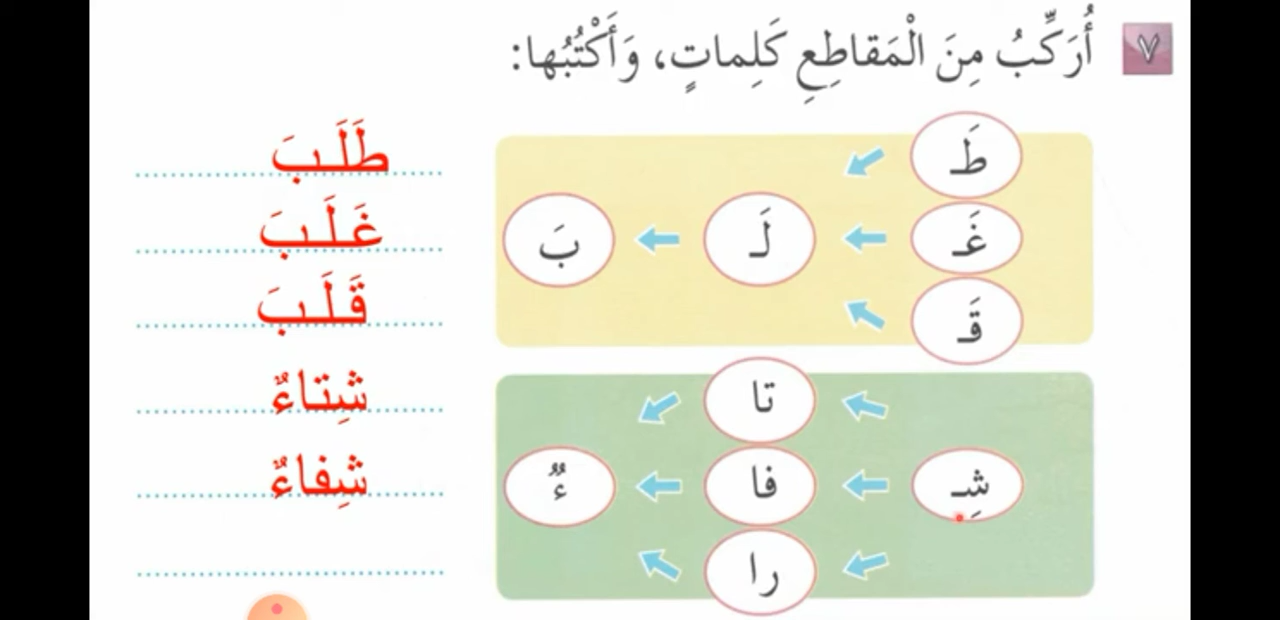 ٧ أُرَكِّبُ مِنَ الْمَقاطِعِ كَلِماتٍ، وَأَكْتُبُها:
طَـ
غَـ لَـ بَ
قَـ
طَلَبَ
غَلَبَ
قَلَبَ
تا
شِـ فا ءٌ
را
شِتاءٌ
شِفاءٌ